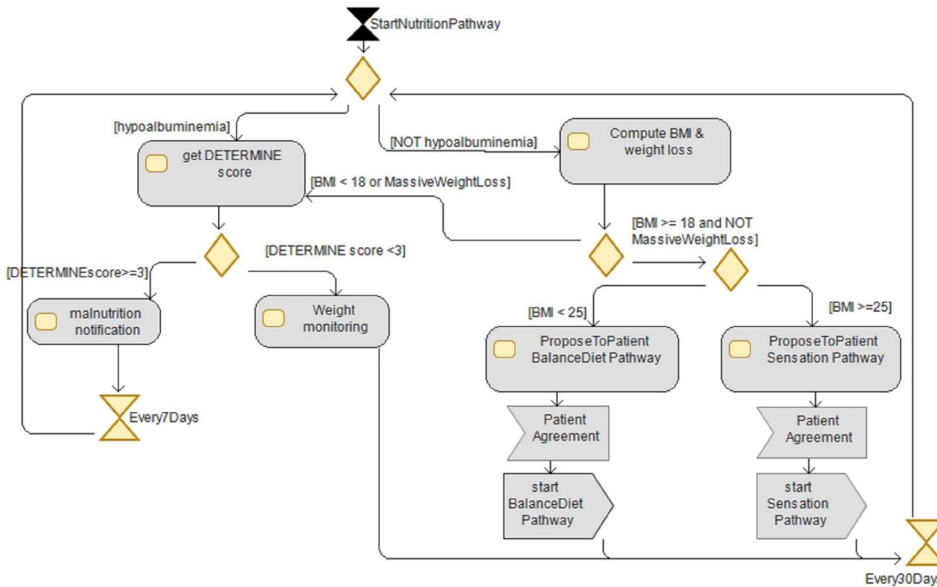 StartNutritionPathway
[hypoalbuminemia]
[NOT hypoalbuminemia]
Compute BMI &
weight loss
get DETERMINE
score
[BMI < 18 or MassiveWeightLoss]
[BMI >= 18 and NOT
MassiveWeightLoss]
[DETERMINE score <3]
[DETERMINEscore>=3]
malnutrition
notification
Weight
monitoring
[BMI < 25]
[BMI >=25]
ProposeToPatient
BalanceDiet Pathway
ProposeToPatient
Sensation Pathway
Every7Days
Patient
Agreement
Patient
Agreement
start
BalanceDiet
Pathway
start
Sensation
Pathway
Every30Day